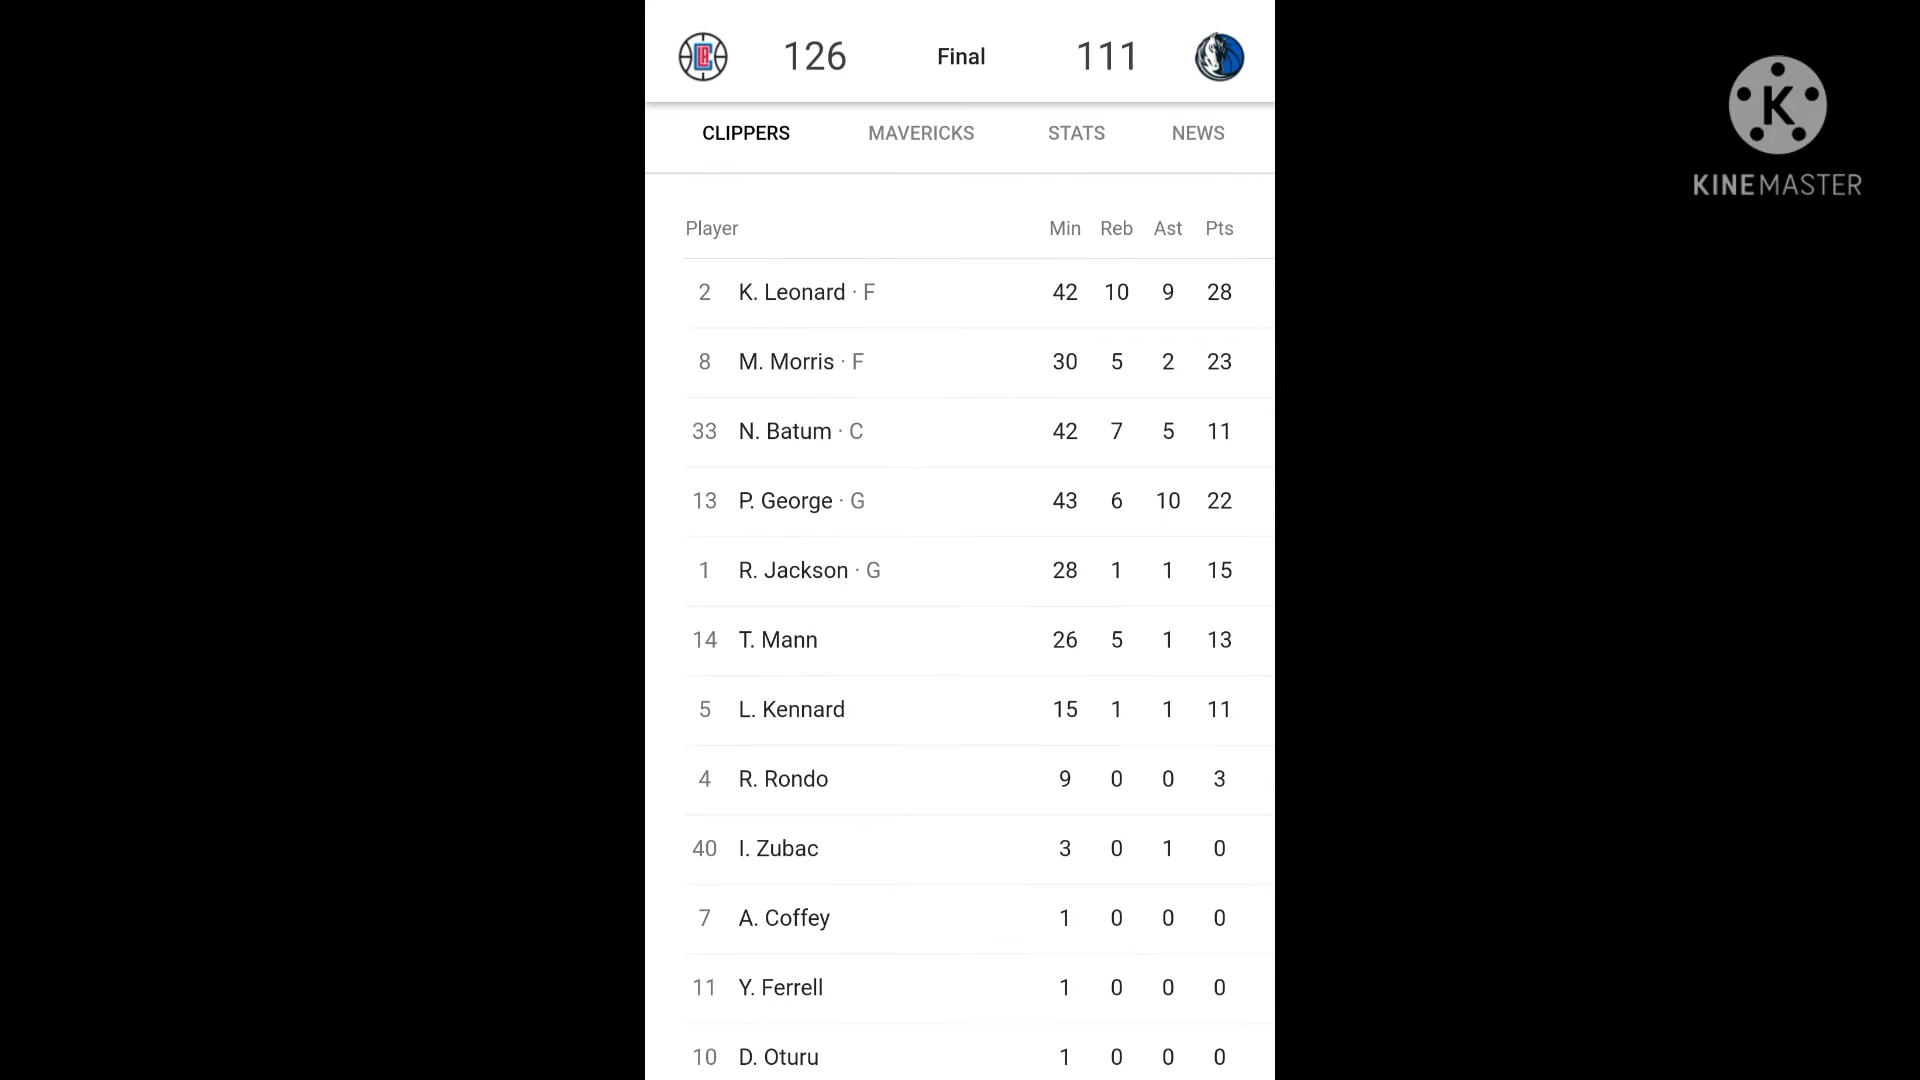 126 Final 111
CLIPPERS MAVERICKS STATS NEWS
Player Min Reb Ast Pts
2 K. Leonard · F 42 10 9 28
8 M. Morris · F 30 5 2 23
33 N. Batum · C 42 7 5 11
13 P. George · G 43 6 10 22
1 R. Jackson · G 28 1 1 15
14 T. Mann 26 5 1 13
5 L. Kennard 15 1 1 11
4 R. Rondo 9 0 0 3
40 I. Zubac 3 0 1 0
7 A. Coffey 1 0 0 0
11 Y. Ferrell 1 0 0 0
10 D. Oturu 1 0 0 0
K
KINEMASTER